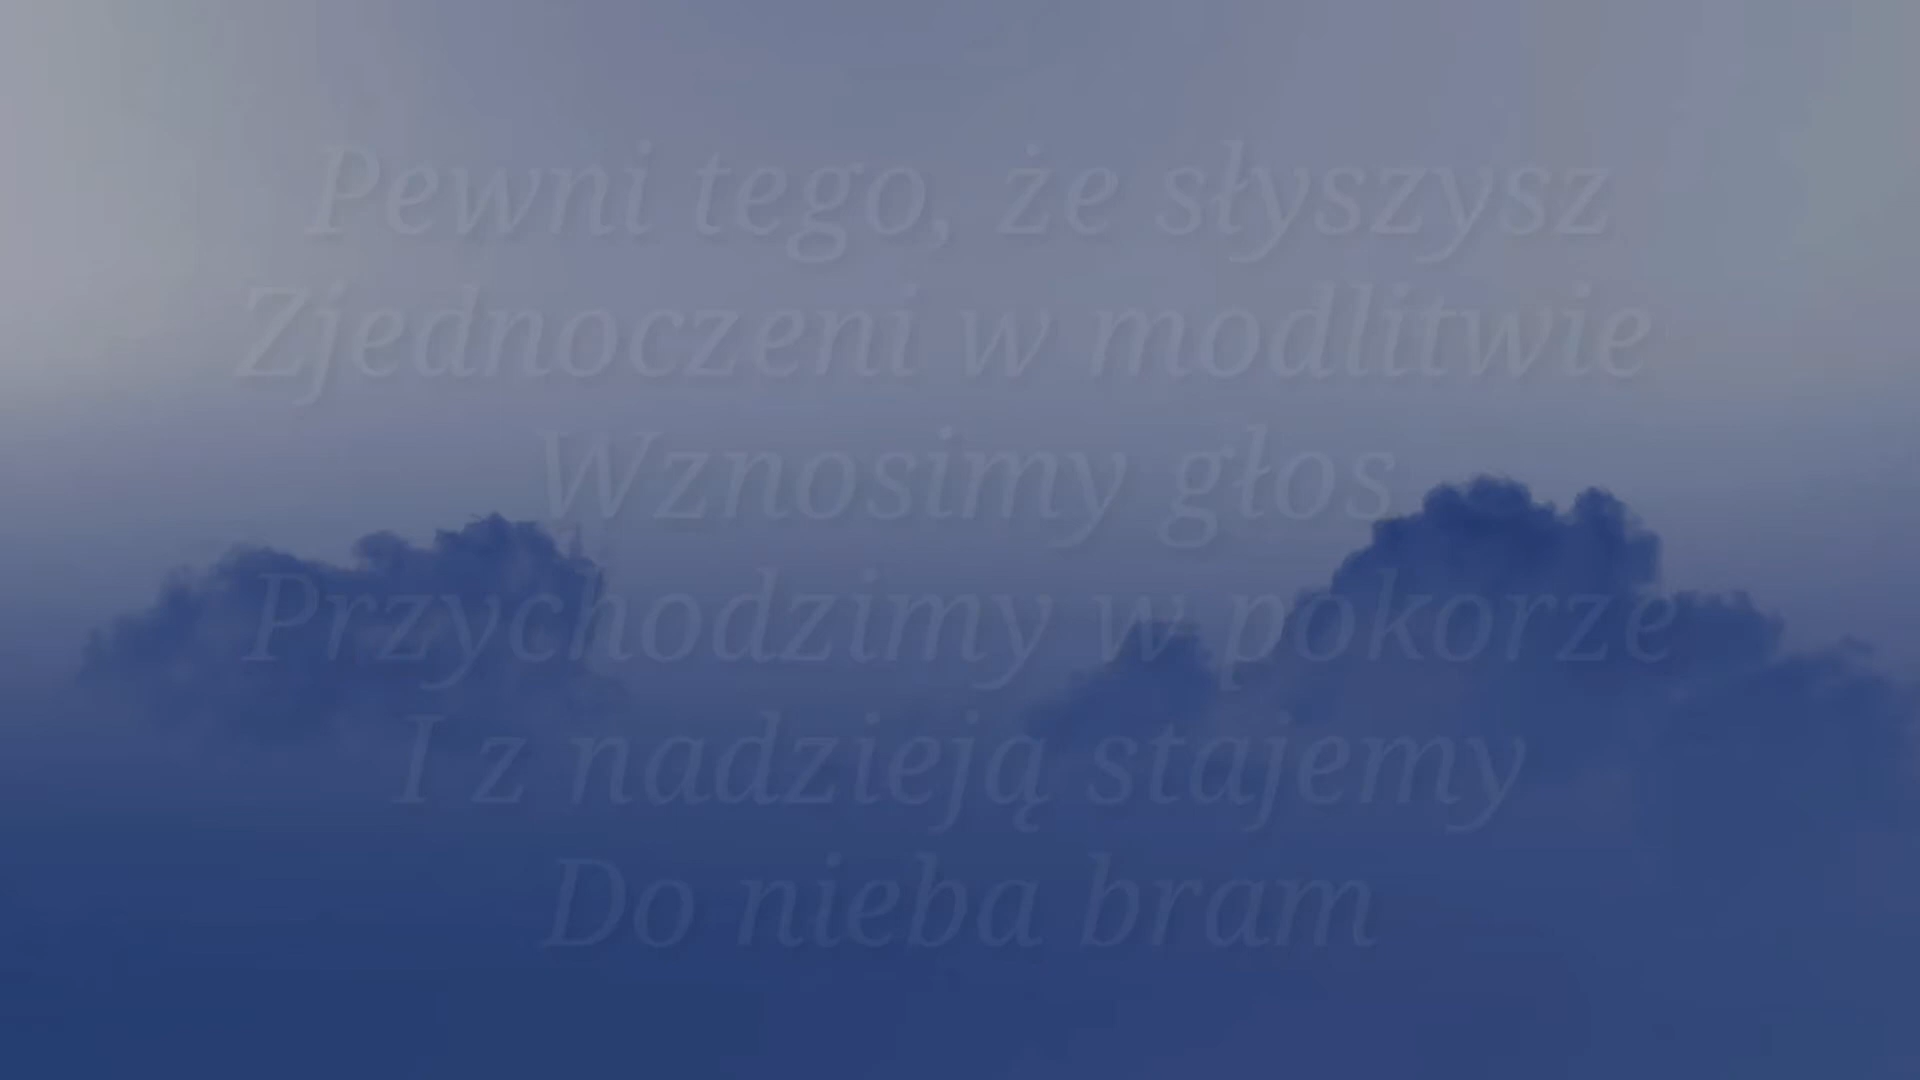 Pewni tego, że słyszysz
Zjednoczeni w modlitwie
Wznosimy głos
Przychodzimy w pokorze
I z nadzieją stajemy
Do nieba bram